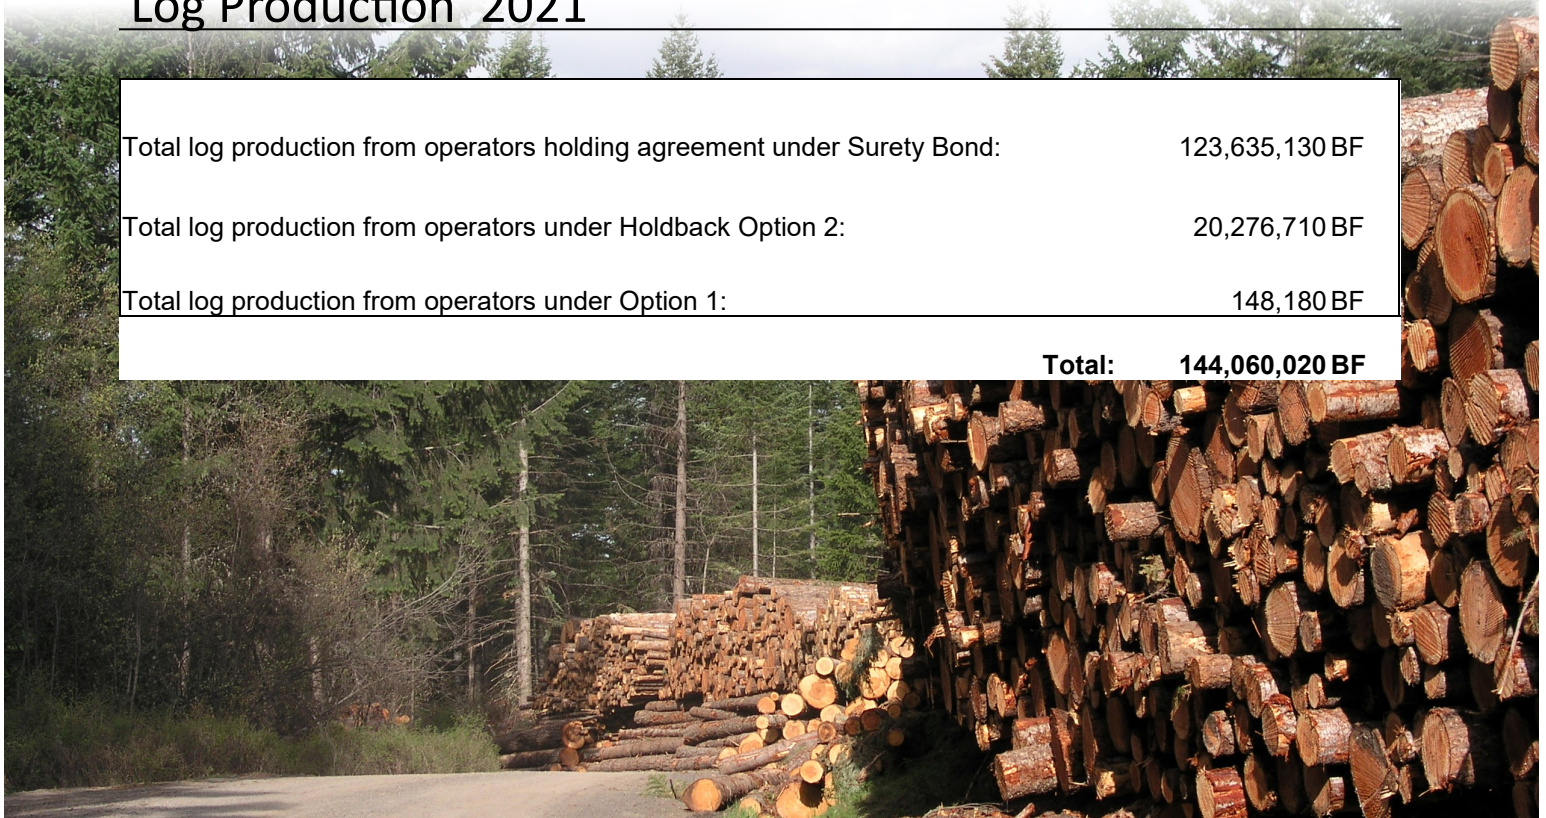 Log Production 2021
Total log production from operators holding agreement under Surety Bond: 123,635,130 BF
Total log production from operators under Holdback Option 2: 20,276,710 BF
Total log production from operators under Option 1: 148,180 BF
Total: 144,060,020 BF